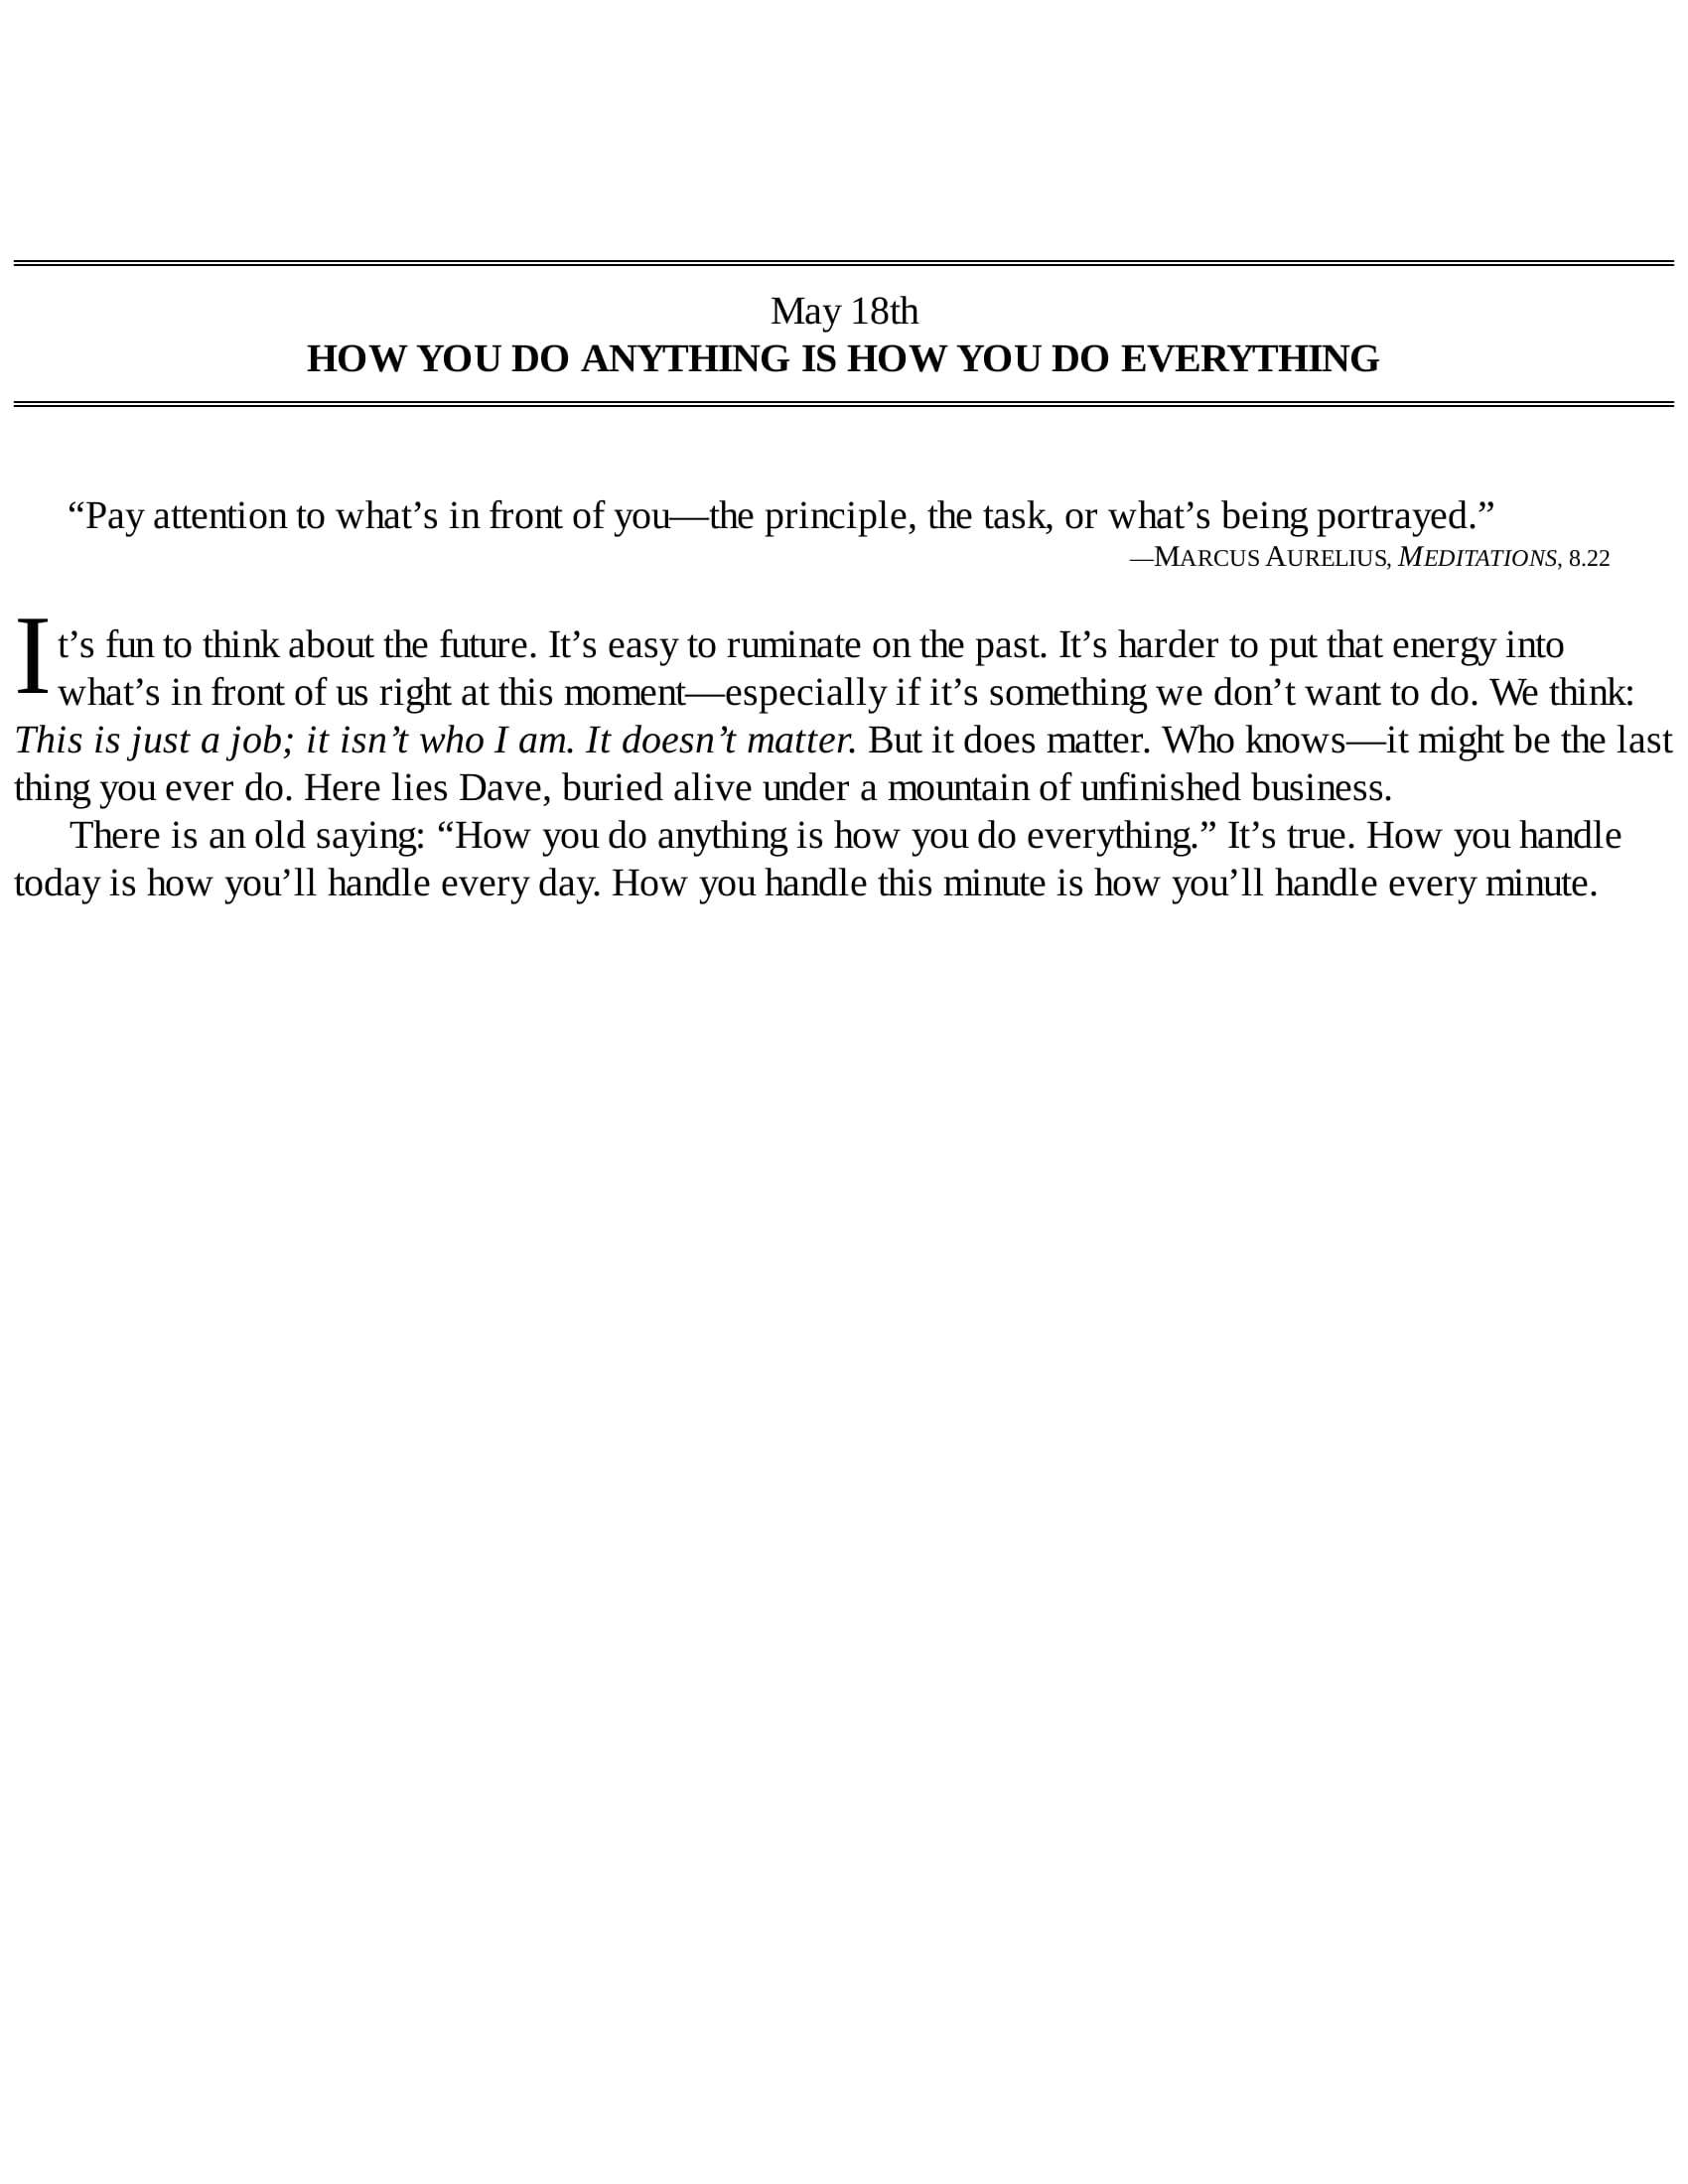 May 18th
HOW YOU DO ANYTHING IS HOW YOU DO EVERYTHING
“Pay attention to what’s in front of you—the principle, the task, or what’s being portrayed.”
—MARCUS AURELIUS, MEDITATIONS, 8.22
It’s fun to think about the future. It’s easy to ruminate on the past. It’s harder to put that energy into
what’s in front of us right at this moment—especially if it’s something we don’t want to do. We think:
This is just a job; it isn’t who I am. It doesn’t matter. But it does matter. Who knows—it might be the last
thing you ever do. Here lies Dave, buried alive under a mountain of unfinished business.
There is an old saying: “How you do anything is how you do everything.” It’s true. How you handle
today is how you’ll handle every day. How you handle this minute is how you’ll handle every minute.